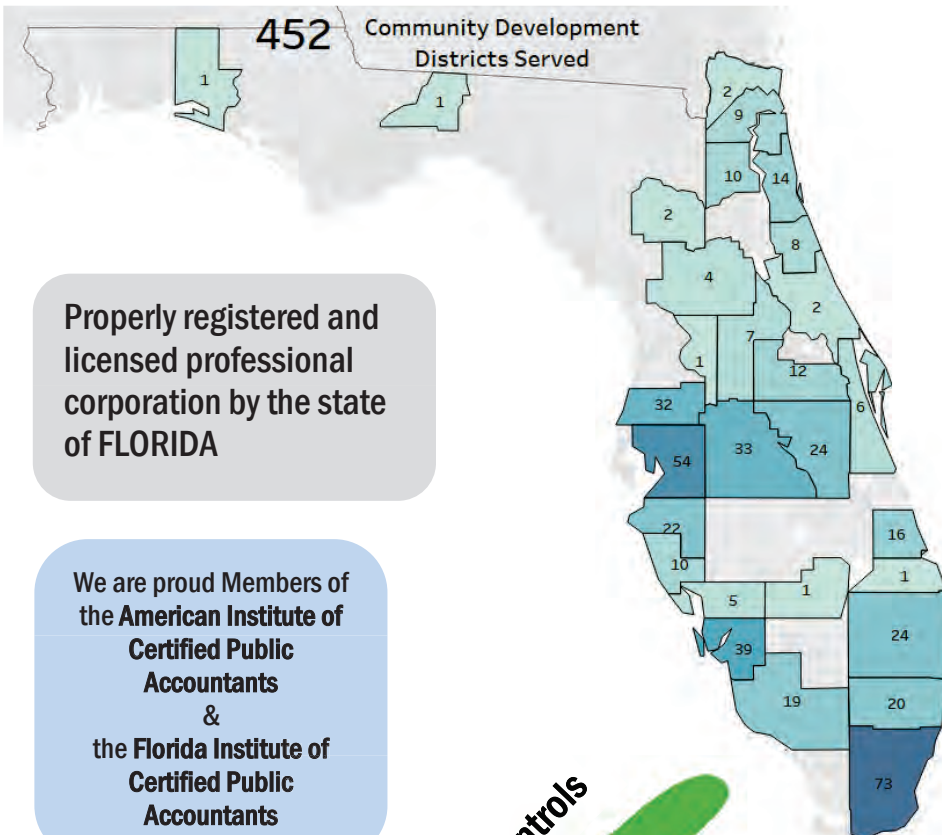 452
Community Development
Districts Served
1
1
2
9
10
14
2
8
4
2
7
1
12
6
32
33
24
54
22
16
10
1
1
5
24
39
19
20
73
Properly registered and
licensed professional
corporation by the state
of FLORIDA
We are proud Members of
the American Institute of
Certified Public
Accountants
&
the Florida Institute of
Certified Public
Accountants